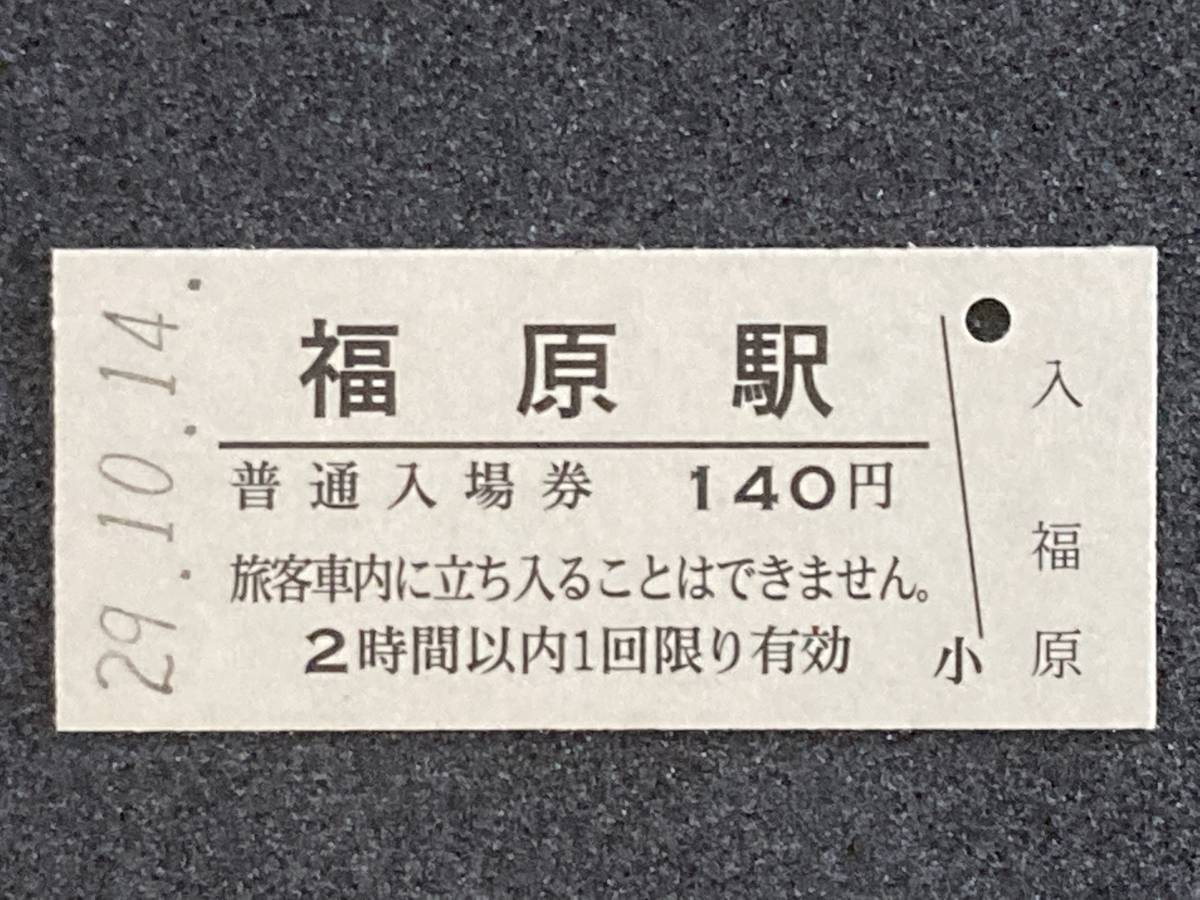 福原駅
普通入場券 140円
旅客車内に立ち入ることはできません。
2時間以内1回限り有効
小
入
福原
29.10.14.